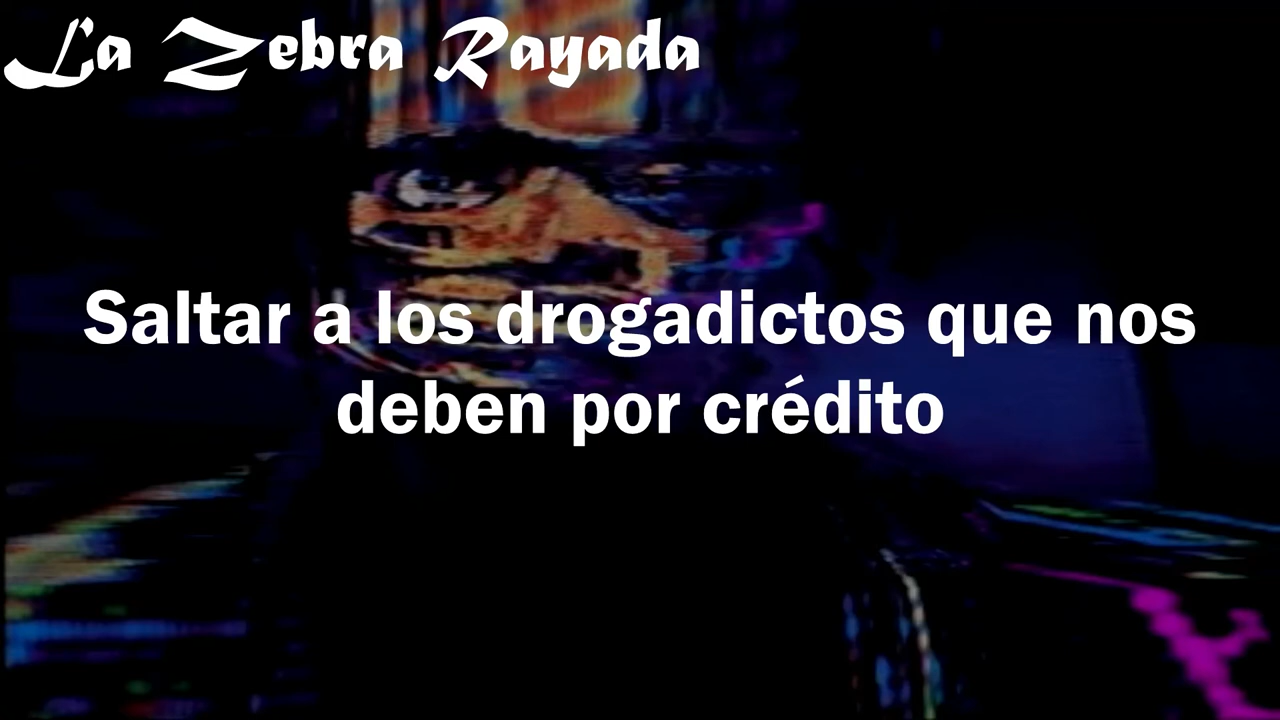 La Zebra Rayada
Saltar a los drogadictos que nos
deben por crédito